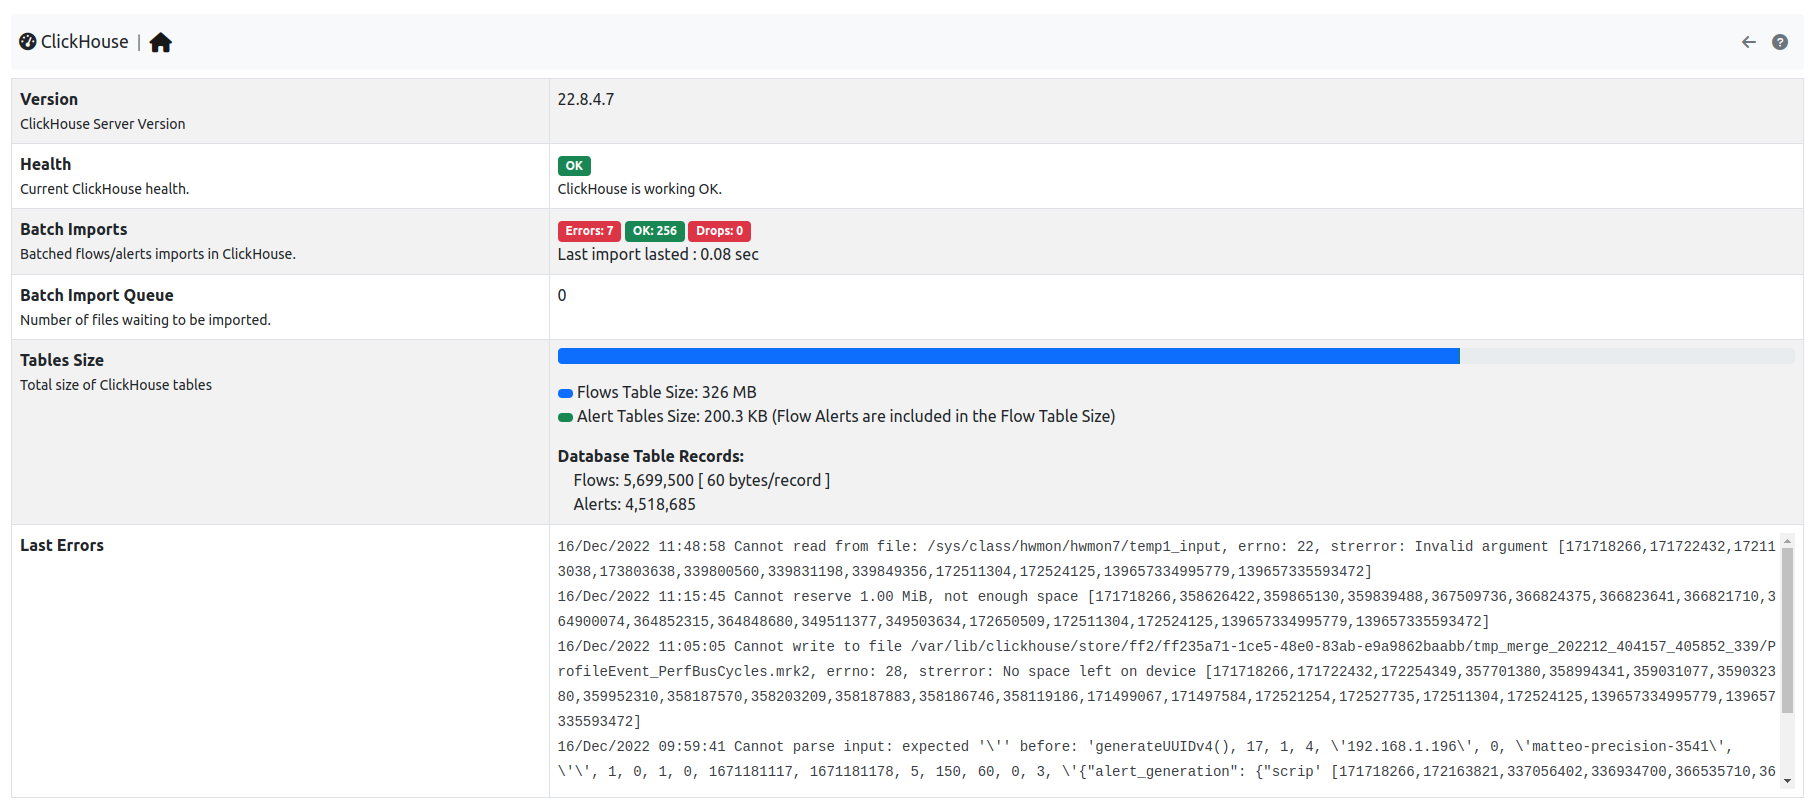 ClickHouse |
Version
ClickHouse Server Version
22.8.4.7
Health
Current ClickHouse health.
OK
ClickHouse is working OK.
Batch Imports
Batched flows/alerts imports in ClickHouse.
Errors: 7 OK: 256 Drops: 0
Last import lasted : 0.08 sec
Batch Import Queue
Number of files waiting to be imported.
0
Tables Size
Total size of ClickHouse tables
Flows Table Size: 326 MB
Alert Tables Size: 200.3 KB (Flow Alerts are included in the Flow Table Size)
Database Table Records:
Flows: 5,699,500 [ 60 bytes/record ]
Alerts: 4,518,685
Last Errors
16/Dec/2022 11:48:58 Cannot read from file: /sys/class/hwmon/hwmon7/temp1_input, errno: 22, strerror: Invalid argument [171718266,171722432,17211
3038,173803638,339800560,339831198,339849356,172511304,172524125,139657334995779,139657335593472]
16/Dec/2022 11:15:45 Cannot reserve 1.00 MiB, not enough space [171718266,358626422,359865130,359839488,367509736,366824375,366823641,366821710,3
64900074,364852315,364848680,349511377,349503634,172650509,172511304,172524125,139657334995779,139657335593472]
16/Dec/2022 11:05:05 Cannot write to file /var/lib/clickhouse/store/ff2/ff235a71-1ce5-48e0-83ab-e9a9862baabb/tmp_merge_202212_404157_405852_339/P
rofileEvent_PerfBusCycles.mrk2, errno: 28, strerror: No space left on device [171718266,171722432,172254349,357701380,358994341,359031077,3590323
80,359952310,358187570,358203209,358187883,358186746,358119186,171499067,171497584,172521254,172527735,172511304,172524125,139657334995779,139657
335593472]
16/Dec/2022 09:59:41 Cannot parse input: expected '\'' before: 'generateUUIDv4(), 17, 1, 4, \'192.168.1.196\', 0, \'matteo-precision-3541\',
\'\', 1, 0, 1, 0, 1671181117, 1671181178, 5, 150, 60, 0, 3, \'{"alert_generation": {"scrip' [171718266,172163821,337056402,336934700,366535710,36